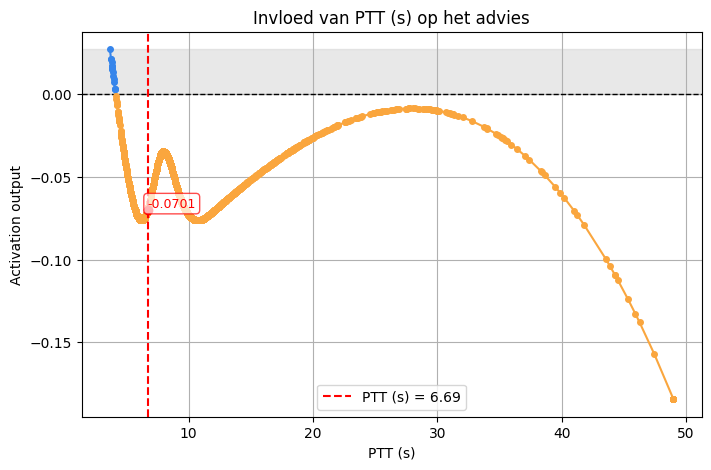 Invloed van PTT (s) op het advies
Activation output
0.00
−0.05
−0.10
−0.15
-0.0701
PTT (s) = 6.69
10
20
30
40
50
PTT (s)